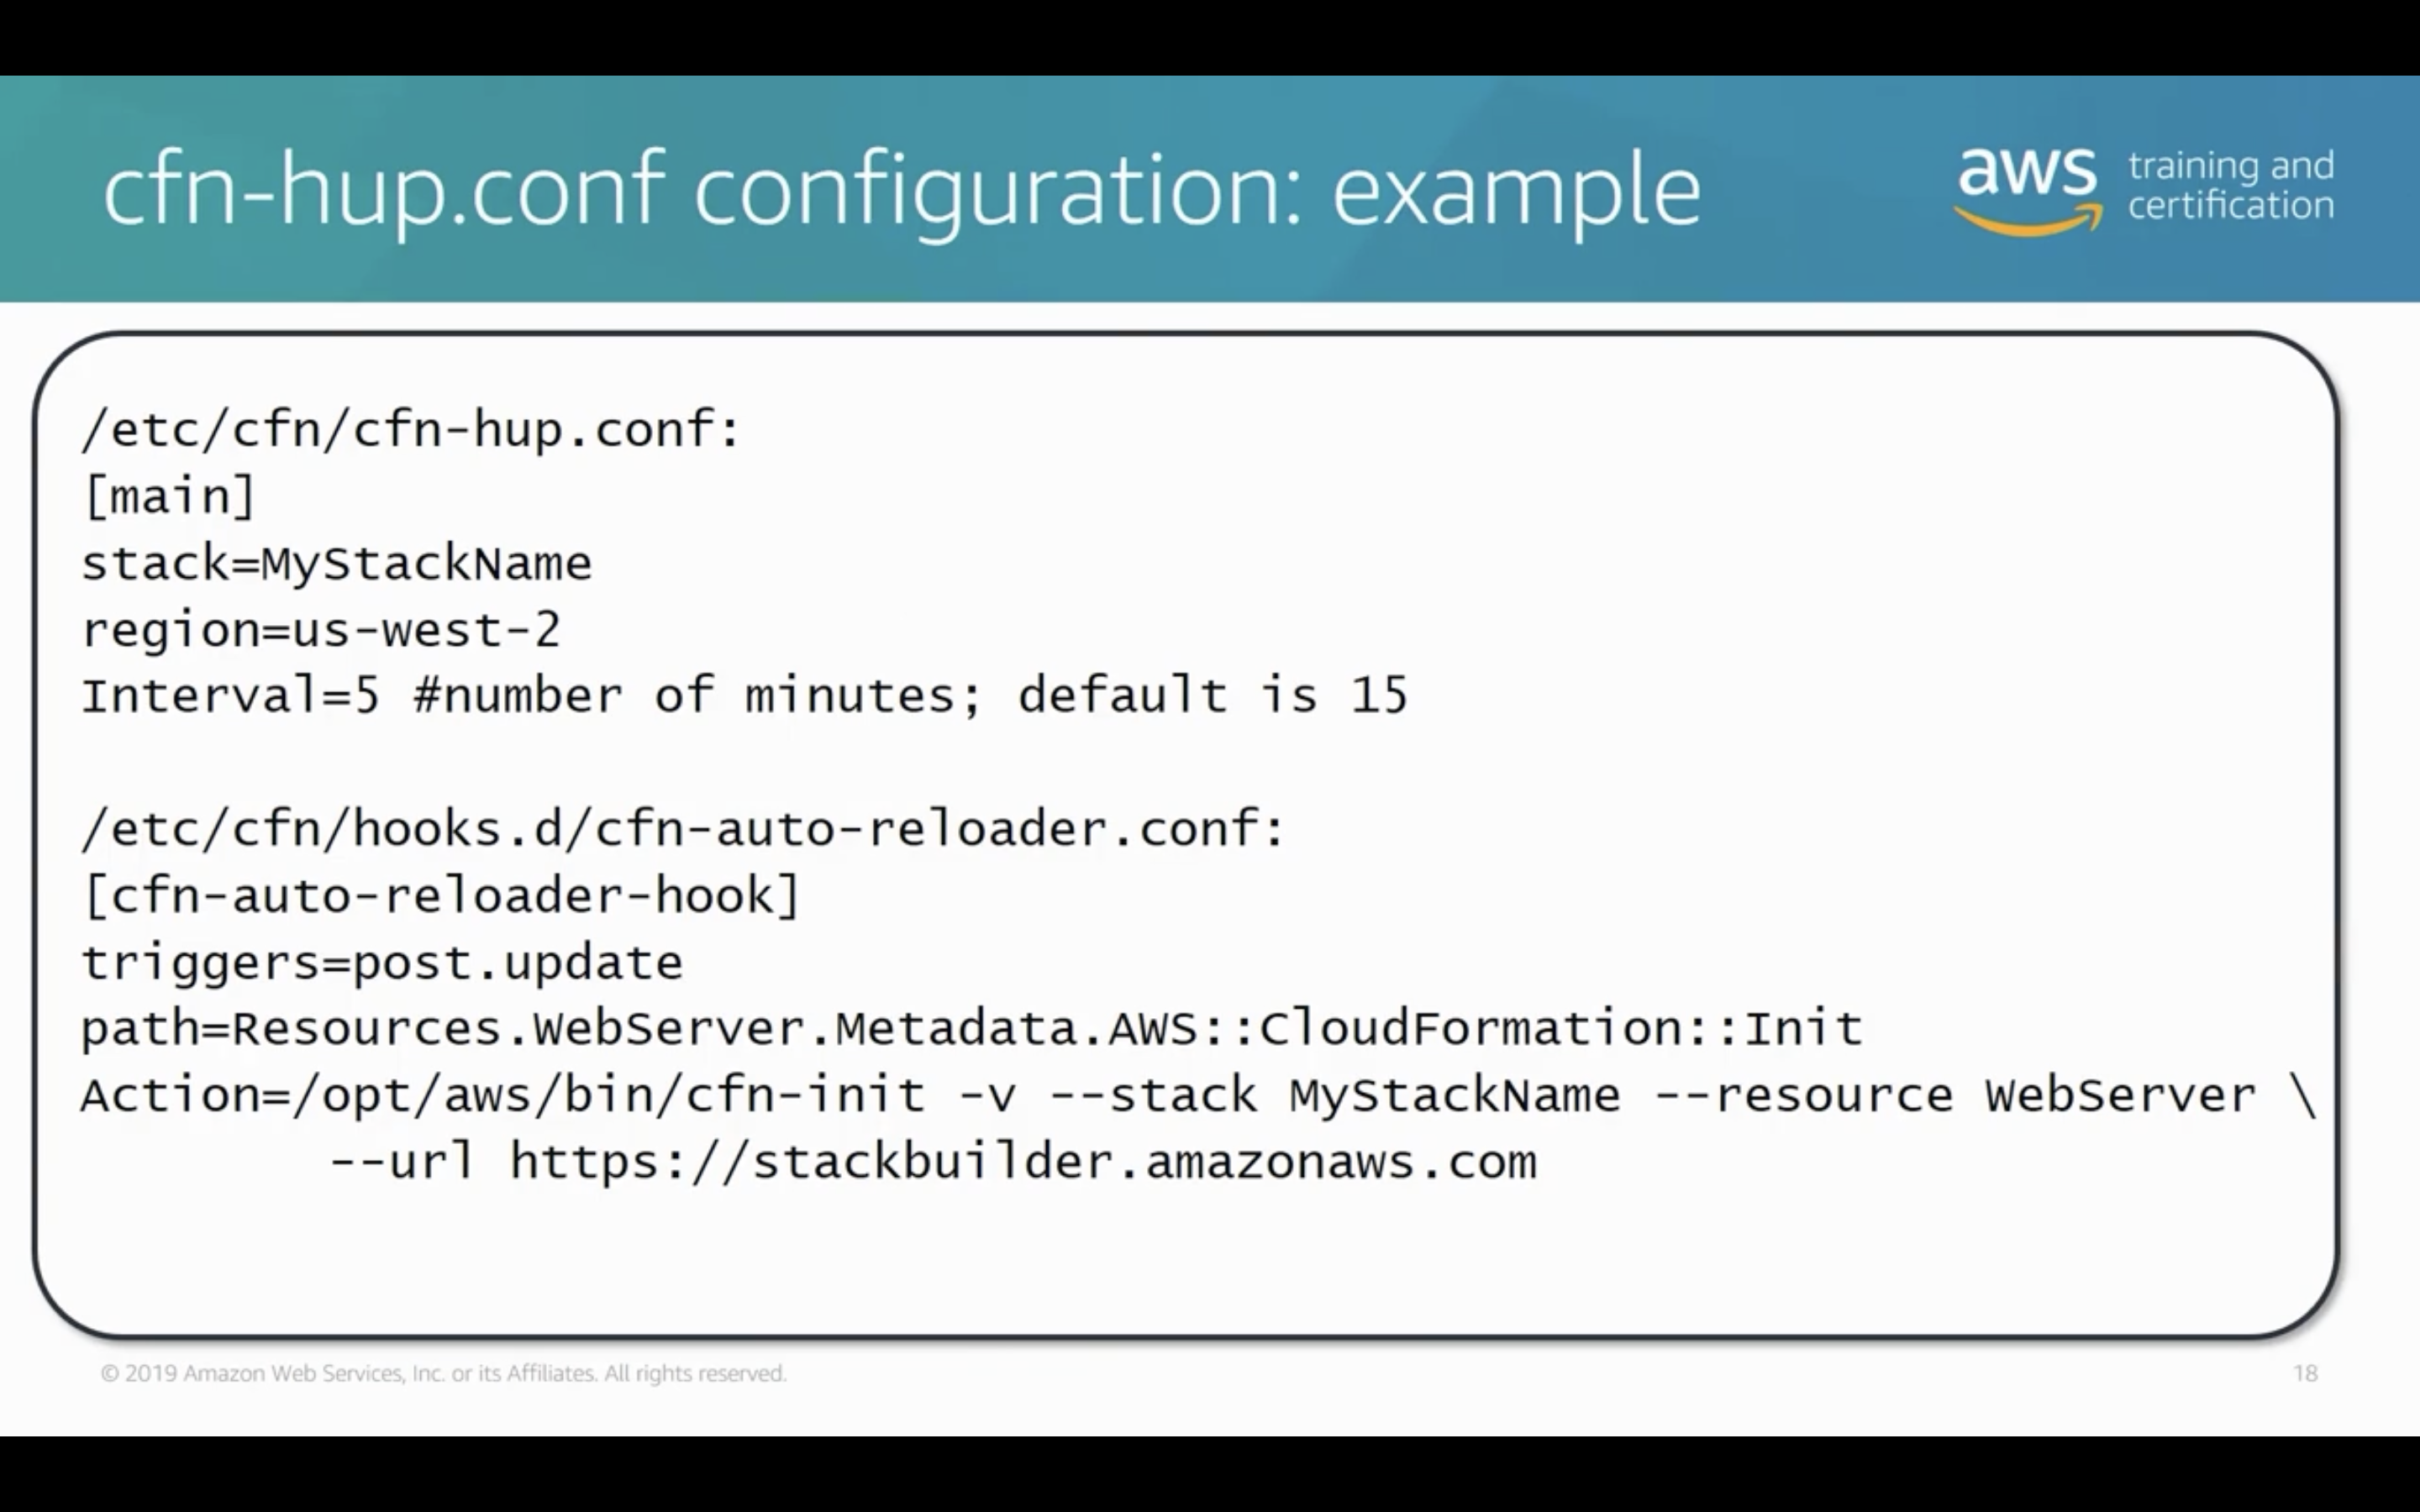 cfn-hup.conf configuration: example
aws training and
certification
/etc/cfn/cfn-hup.conf:
[main]
stack=MyStackName
region=us-west-2
Interval=5 #number of minutes; default is 15
/etc/cfn/hooks.d/cfn-auto-reloader.conf:
[cfn-auto-reloader-hook]
triggers=post.update
path=Resources.WebServer.Metadata.AWS::CloudFormation::Init
Action=/opt/aws/bin/cfn-init -v --stack MyStackName --resource WebServer \
--url https://stackbuilder.amazonaws.com
© 2019 Amazon Web Services, Inc. or its Affiliates. All rights reserved.
18